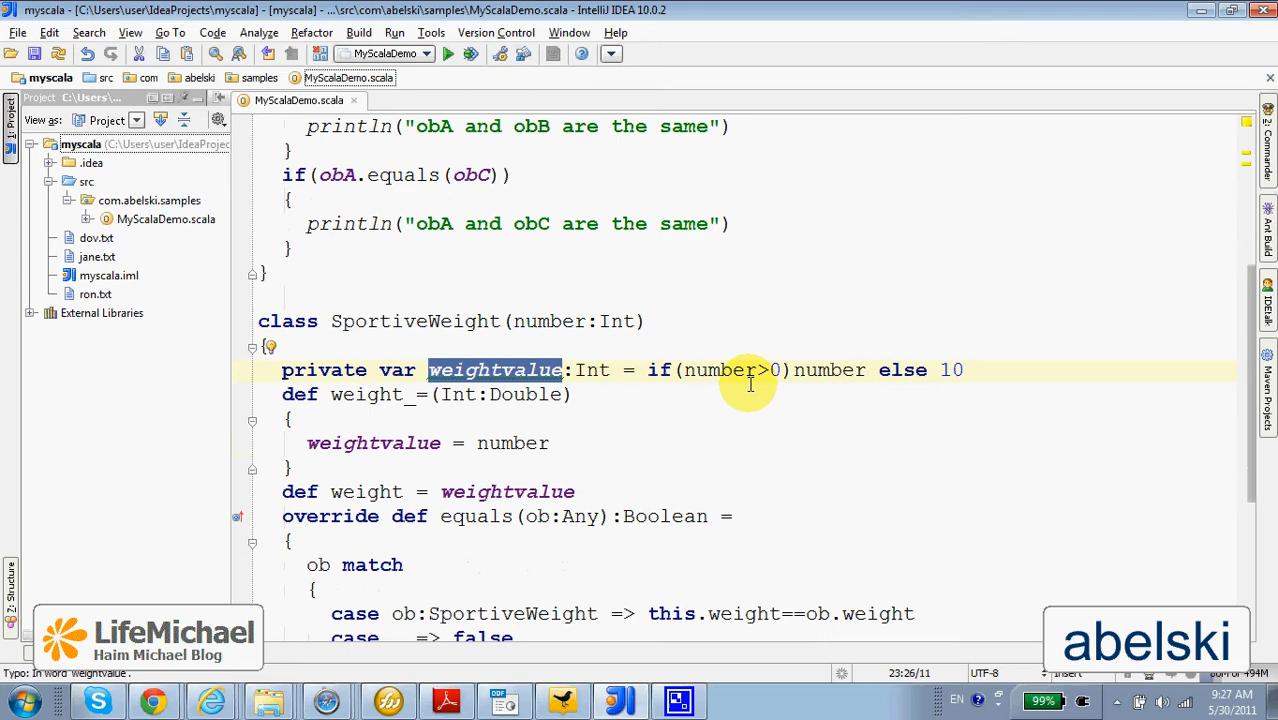 myscala - [C:\Users\user\IdeaProjects\myscala] - [myscala] - ...\src\com\abelski\samples\MyScalaDemo.scala - IntelliJ IDEA 10.0.2
File Edit Search View Go To Code Analyze Refactor Build Run Tools Version Control Window Help
MyScalaDemo
myscala src com abelski samples MyScalaDemo.scala
Project C:\Users\...
MyScalaDemo.scala
View as: Project
myscala (C:\Users\user\IdeaProjec
.idea
src
com.abelski.samples
MyScalaDemo.scala
dov.txt
jane.txt
myscala.iml
ron.txt
External Libraries
1: Project
Z: Structure
println("obA and obB are the same")
}
if(obA.equals(obC))
{
println("obA and obC are the same")
}
}
class SportiveWeight(number:Int)
{
private var weightvalue:Int = if(number>0)number else 10
def weight_=(Int:Double)
{
weightvalue = number
}
def weight = weightvalue
override def equals(ob:Any):Boolean =
{
ob match
{
case ob:SportiveWeight => this.weight==ob.weight
case _ => false
2: Commander
Ant Build
IDEtalk
Maven Projects
LifeMichael
Haim Michael Blog
abelski
Typo: In word 'weightvalue'
23:26/11
UTF-8
Insert
of 494M
EN
99%
9:27 AM
5/30/2011